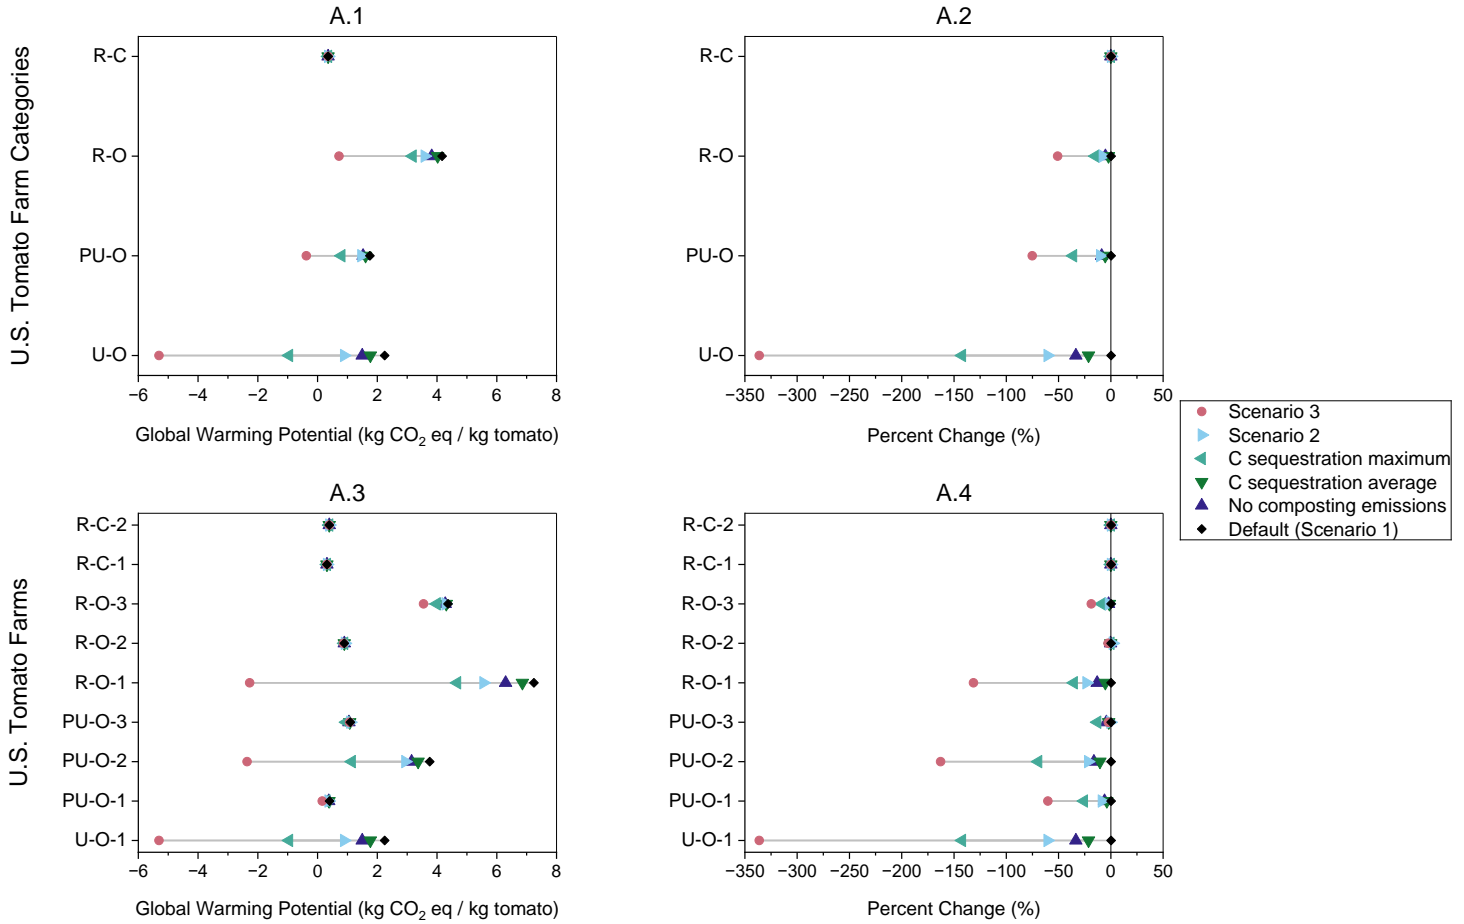 A.1
U.S. Tomato Farm Categories
R-C
R-O
PU-O
U-O
−6 −4 −2 0 2 4 6 8
Global Warming Potential (kg CO₂ eq / kg tomato)
A.2
R-C
R-O
PU-O
U-O
−350 −300 −250 −200 −150 −100 −50 0 50
Percent Change (%)
Scenario 3
Scenario 2
C sequestration maximum
C sequestration average
No composting emissions
Default (Scenario 1)
A.3
U.S. Tomato Farms
R-C-2
R-C-1
R-O-3
R-O-2
R-O-1
PU-O-3
PU-O-2
PU-O-1
U-O-1
−6 −4 −2 0 2 4 6 8
Global Warming Potential (kg CO₂ eq / kg tomato)
A.4
R-C-2
R-C-1
R-O-3
R-O-2
R-O-1
PU-O-3
PU-O-2
PU-O-1
U-O-1
−350 −300 −250 −200 −150 −100 −50 0 50
Percent Change (%)